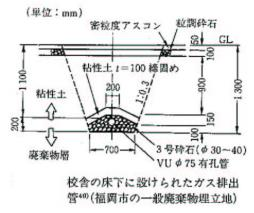 (単位:mm)
密粒度アスコン
粒調砕石
GL
50
150
100
粘性土 t=100 締固め
1 100
200
1:0.3
900
1 300
粘性土
200
100
廃棄物層
700
3号砕石(φ30~40)
VU φ75 有孔管
校舎の床下に設けられたガス排出
管⁴⁰⁾(福岡市の一般廃棄物埋立地)